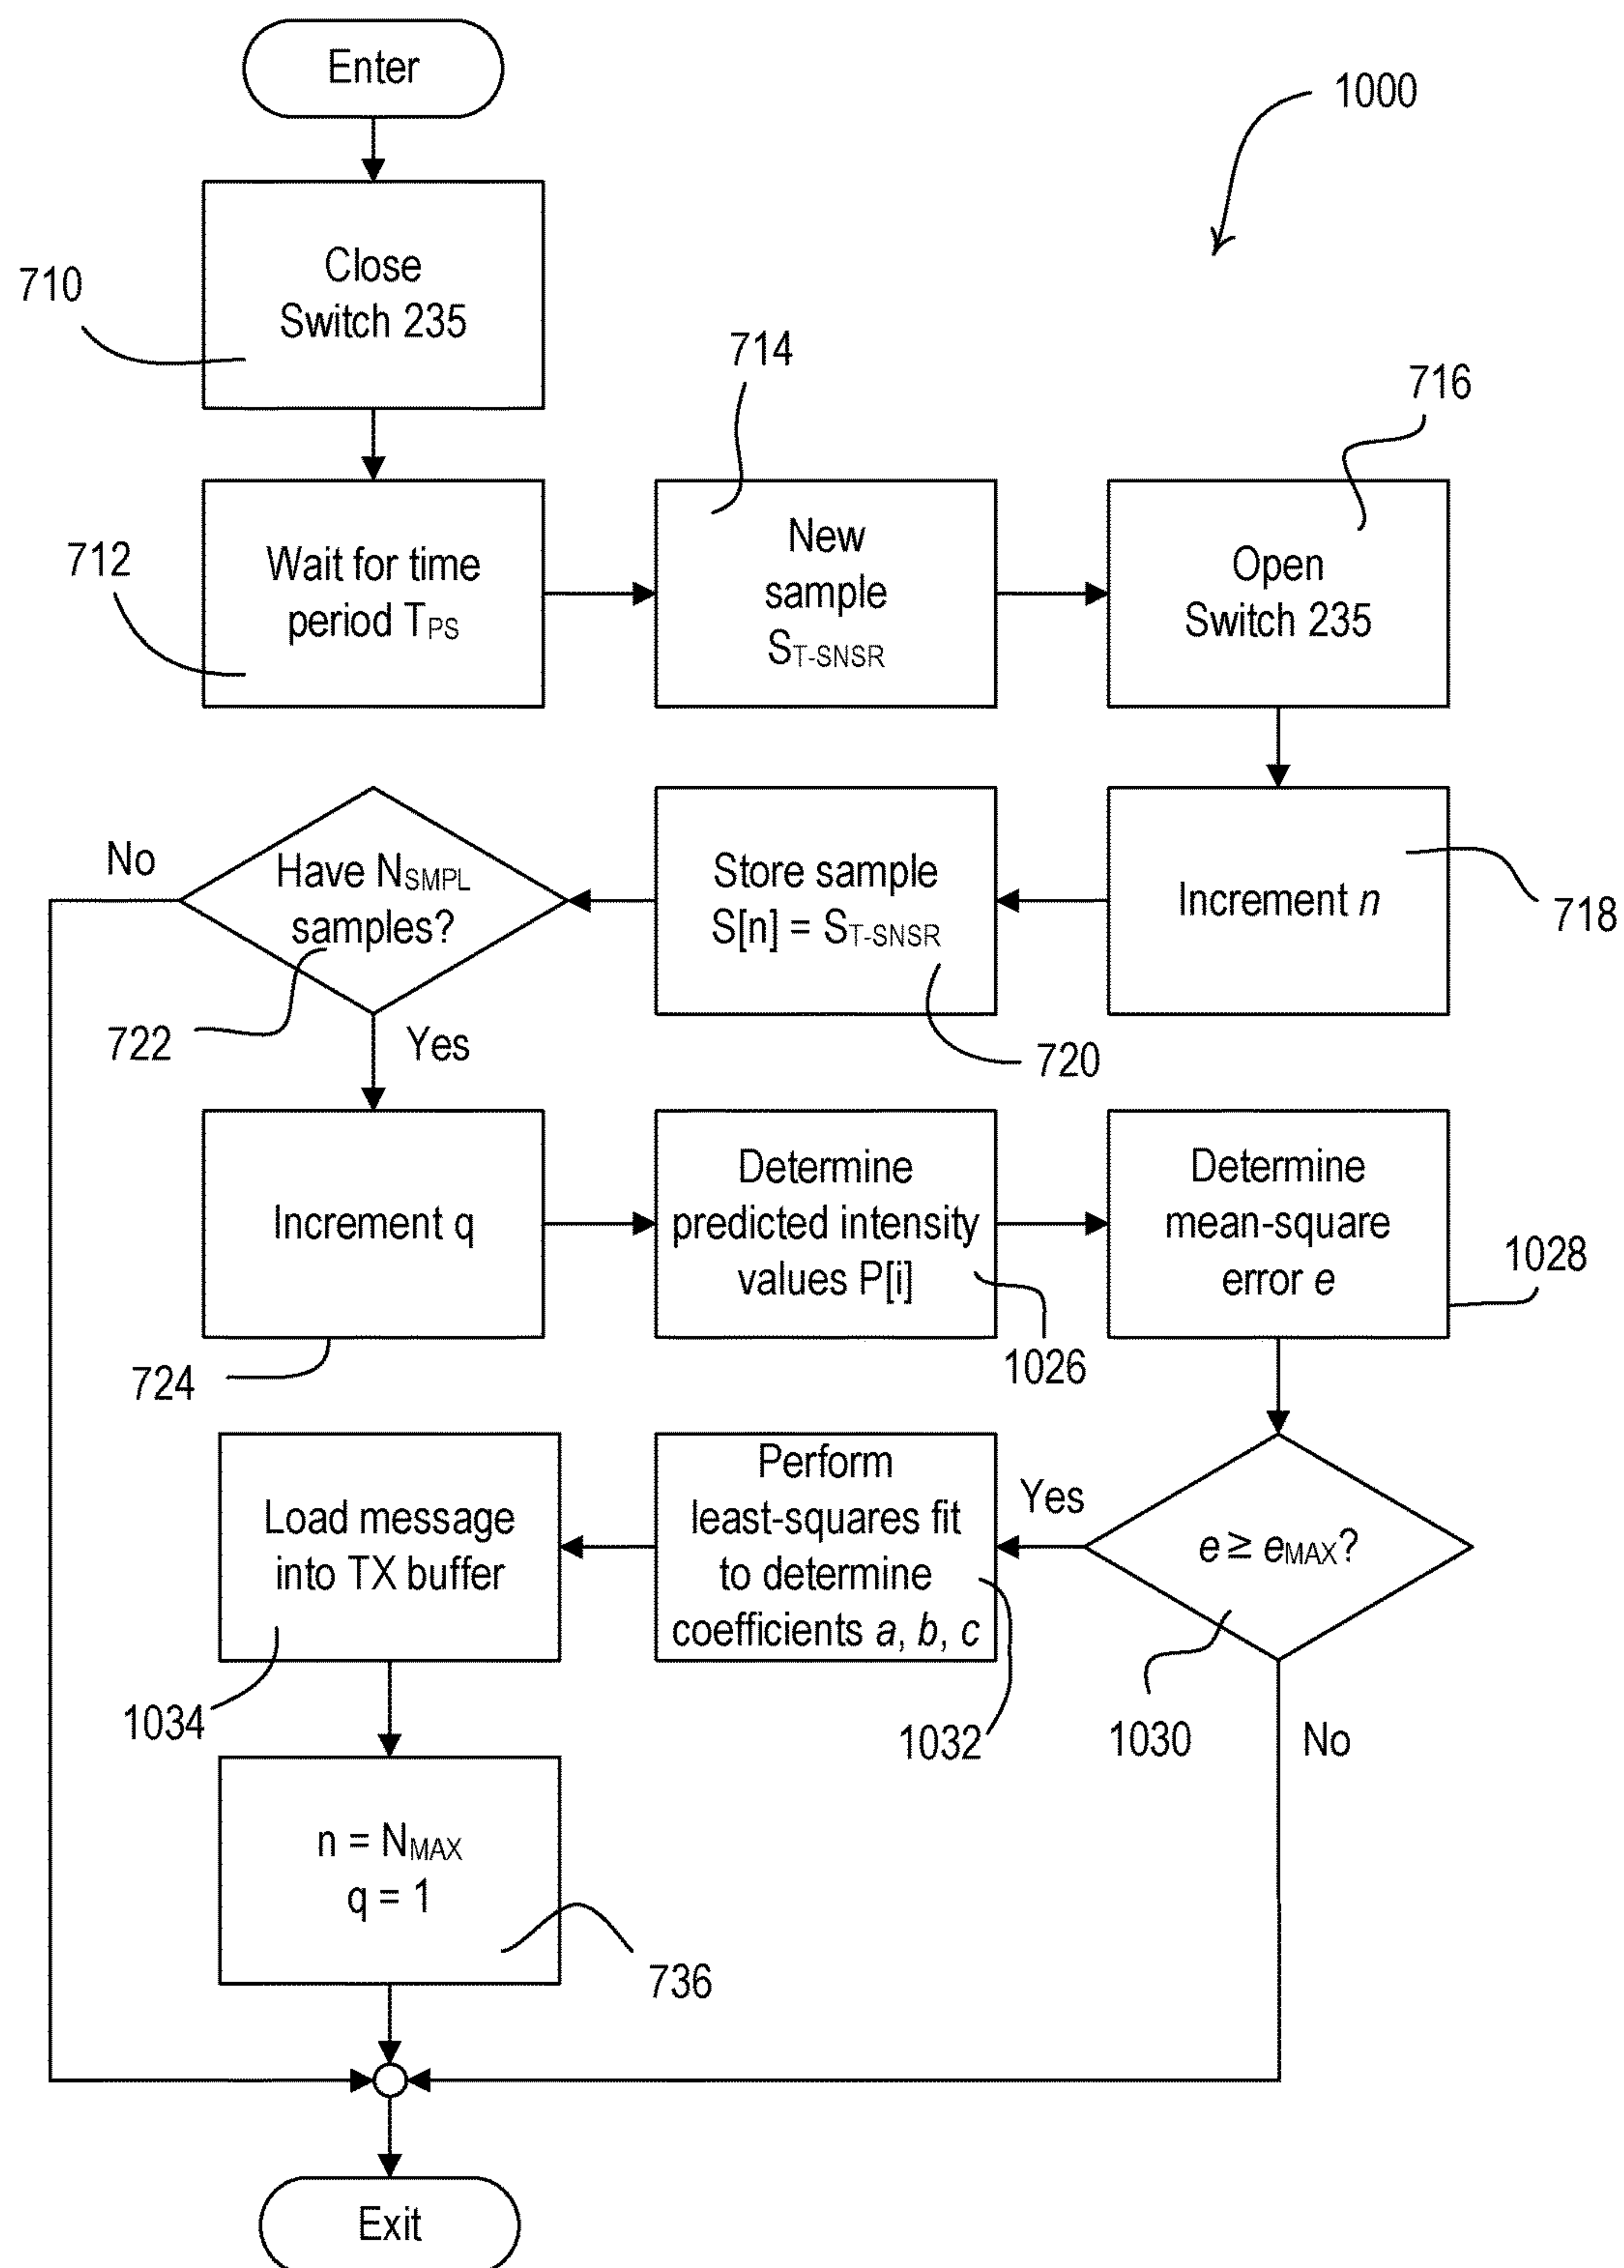 Enter
1000
Close
Switch 235
710
714
716
712
Wait for time
period TPS
New
sample
ST-SNSR
Open
Switch 235
No
Have NSMPL
samples?
Store sample
S[n] = ST-SNSR
Increment n
718
722
Yes
720
Increment q
Determine
predicted intensity
values P[i]
Determine
mean-square
error e
1028
724
1026
Load message
into TX buffer
Perform
least-squares fit
to determine
coefficients a, b, c
Yes
e ≥ eMAX?
1034
1032
1030
No
n = NMAX
q = 1
736
Exit